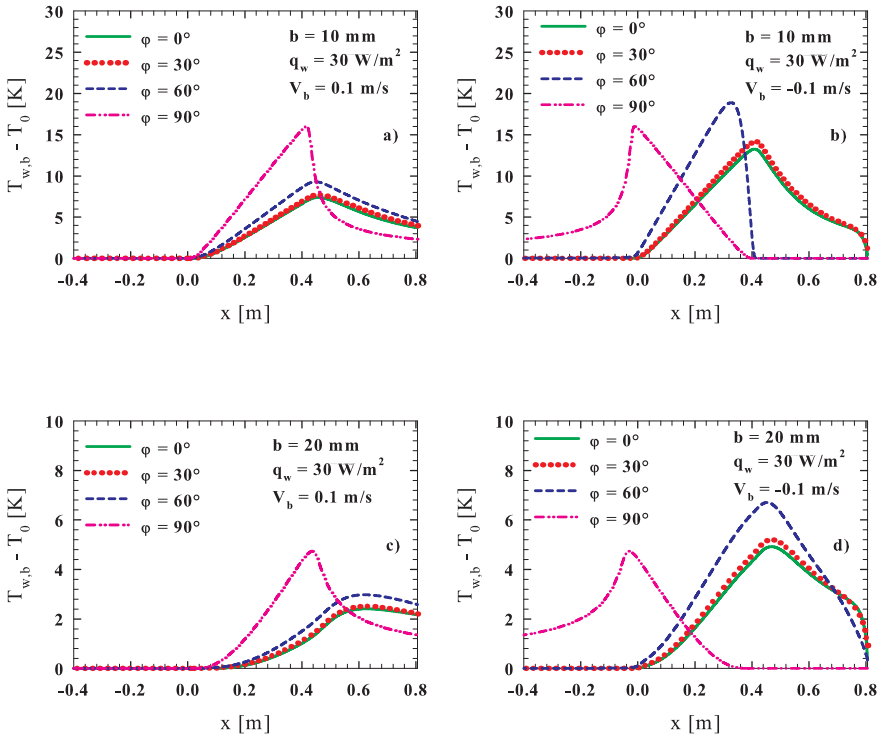 30
25
20
15
10
5
0
T_w,b - T_0 [K]
φ = 0°
φ = 30°
φ = 60°
φ = 90°
b = 10 mm
q_w = 30 W/m²
V_b = 0.1 m/s
a)
-0.4 -0.2 0.0 0.2 0.4 0.6 0.8
x [m]
30
25
20
15
10
5
0
T_w,b - T_0 [K]
φ = 0°
φ = 30°
φ = 60°
φ = 90°
b = 10 mm
q_w = 30 W/m²
V_b = -0.1 m/s
b)
-0.4 -0.2 0.0 0.2 0.4 0.6 0.8
x [m]
10
8
6
4
2
0
T_w,b - T_0 [K]
φ = 0°
φ = 30°
φ = 60°
φ = 90°
b = 20 mm
q_w = 30 W/m²
V_b = 0.1 m/s
c)
-0.4 -0.2 0.0 0.2 0.4 0.6 0.8
x [m]
10
8
6
4
2
0
T_w,b - T_0 [K]
φ = 0°
φ = 30°
φ = 60°
φ = 90°
b = 20 mm
q_w = 30 W/m²
V_b = -0.1 m/s
d)
-0.4 -0.2 0.0 0.2 0.4 0.6 0.8
x [m]